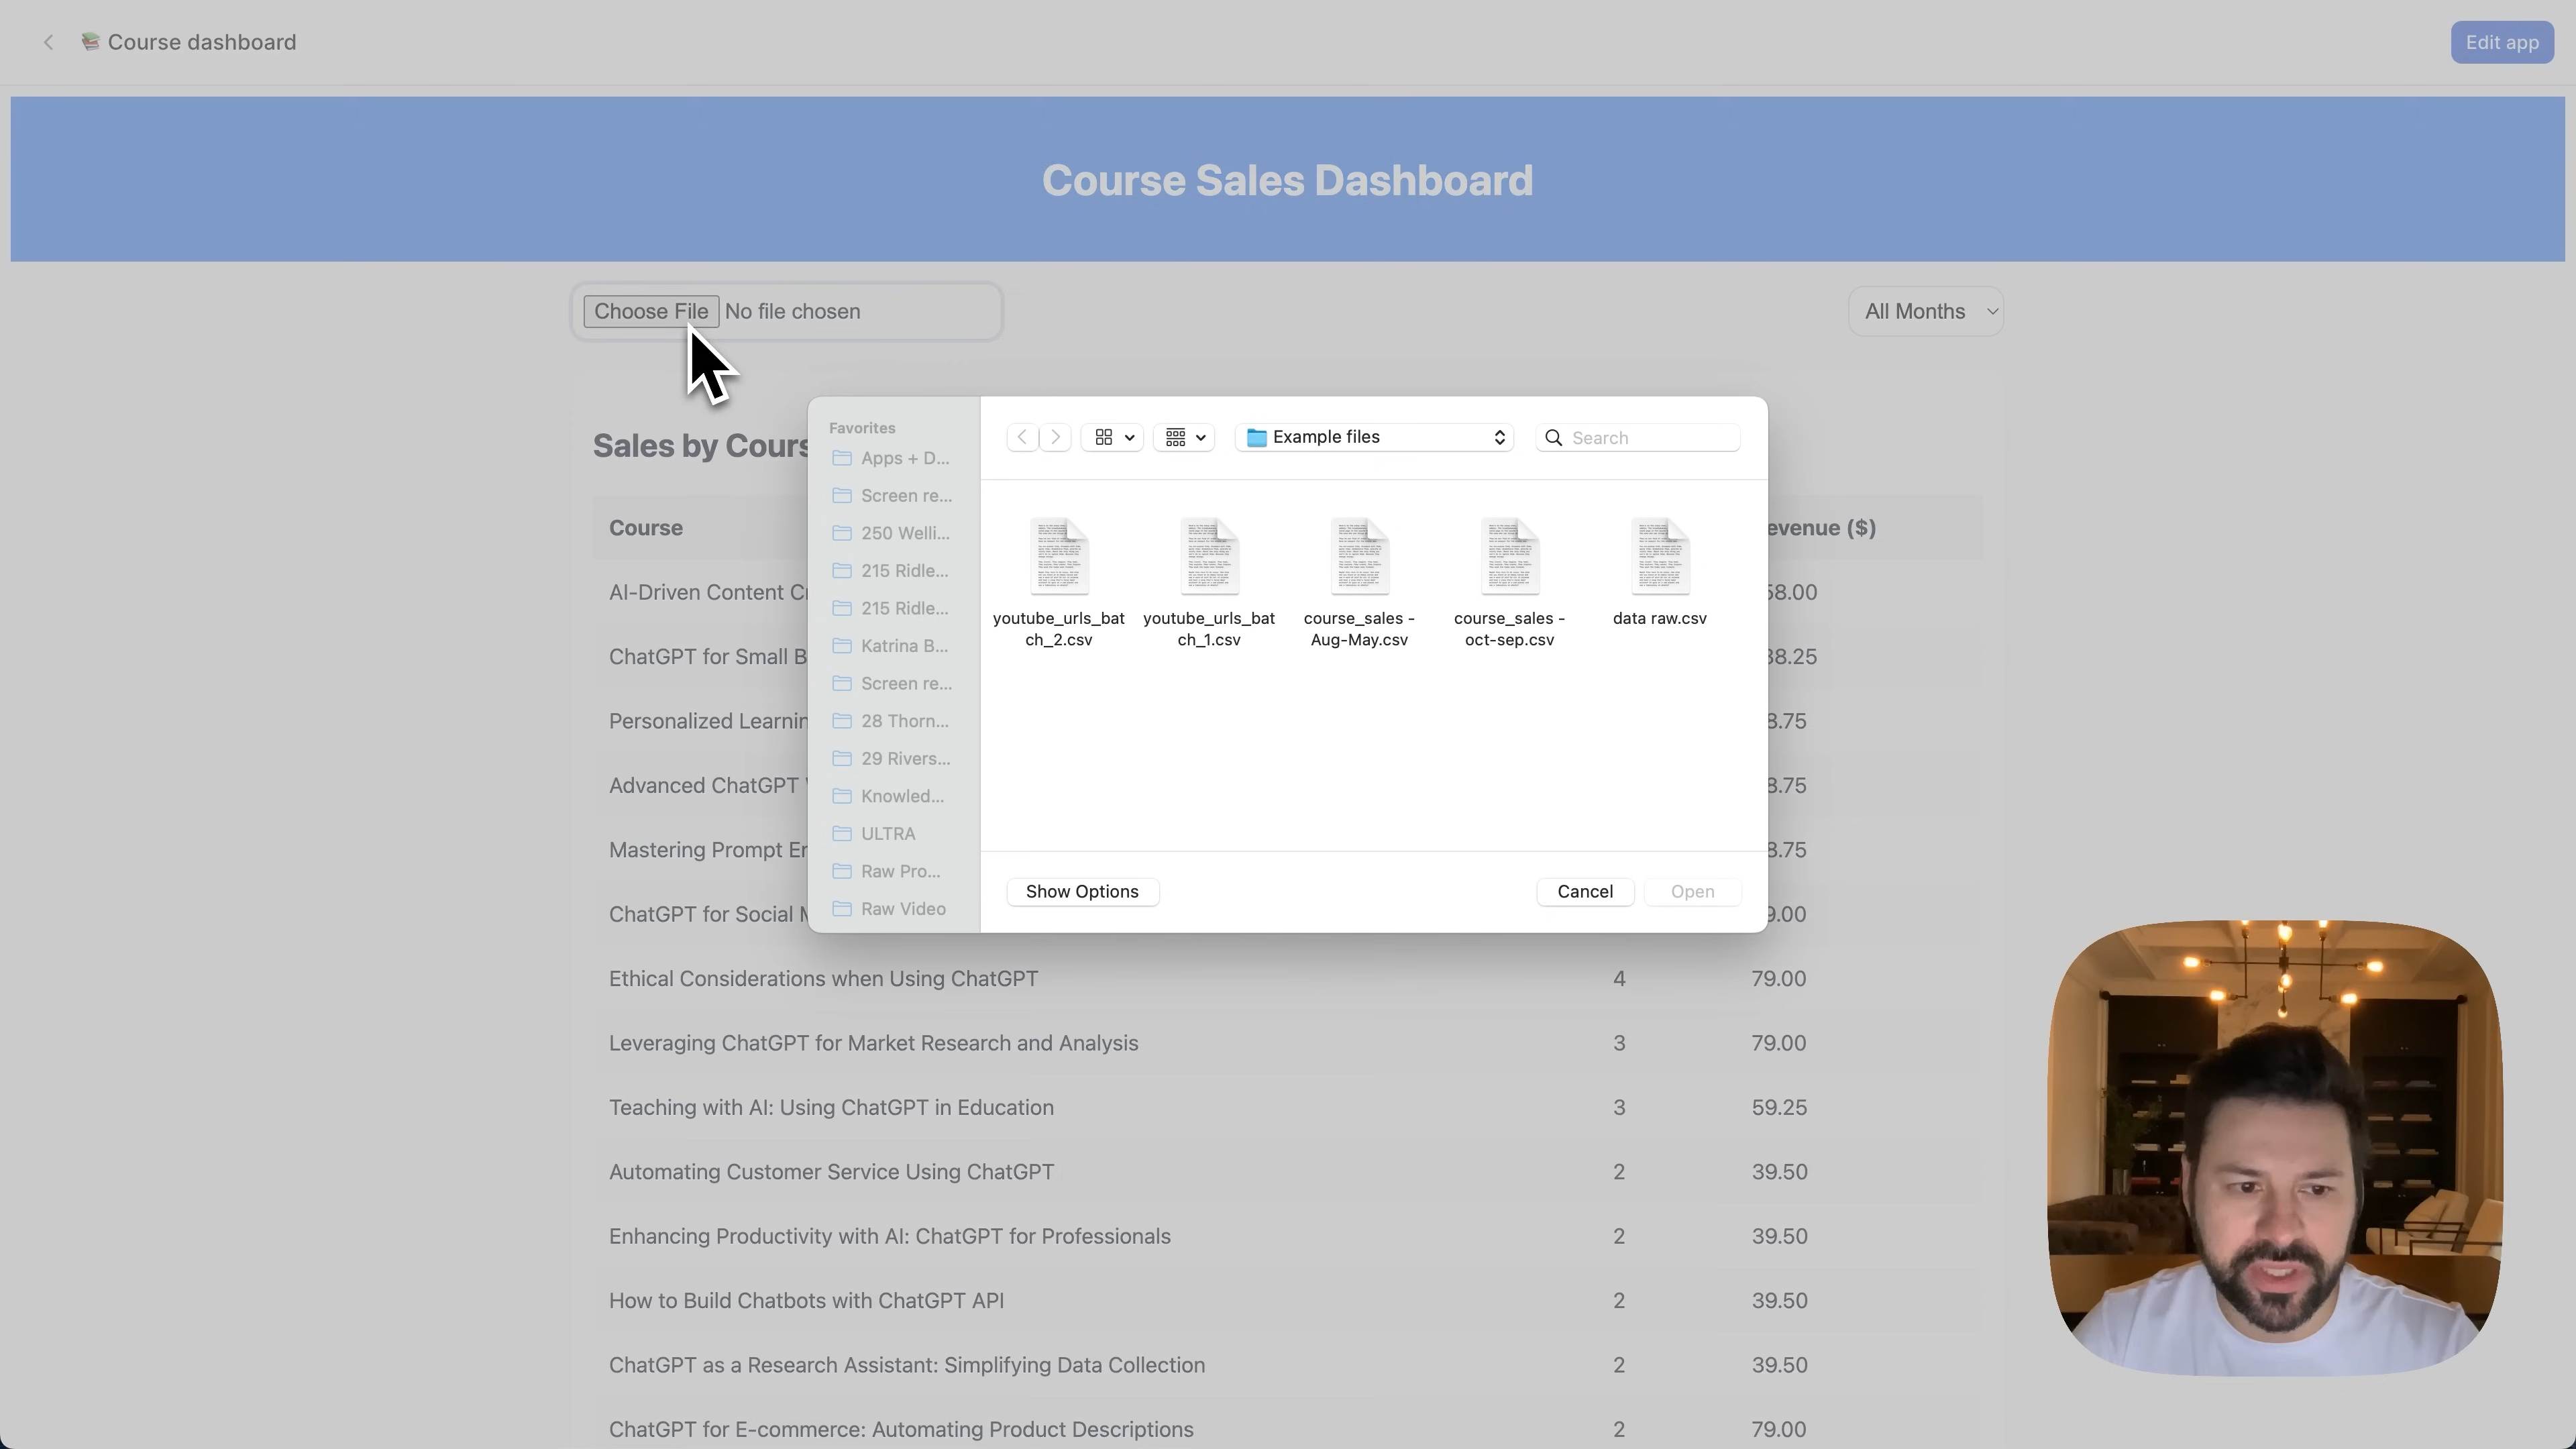 Course dashboard
Edit app
Course Sales Dashboard
Choose File No file chosen
All Months
Favorites
Apps + D...
Screen re...
250 Welli...
215 Ridle...
215 Ridle...
Katrina B...
Screen re...
28 Thorn...
29 Rivers...
Knowled...
ULTRA
Raw Pro...
Raw Video
Example files
Search
youtube_urls_bat
ch_2.csv
youtube_urls_bat
ch_1.csv
course_sales -
Aug-May.csv
course_sales -
oct-sep.csv
data raw.csv
Show Options
Cancel
Open
Sales by Cours
Course evenue ($)
AI-Driven Content C 58.00
ChatGPT for Small B 38.25
Personalized Learnin 8.75
Advanced ChatGPT 8.75
Mastering Prompt En 8.75
ChatGPT for Social M 9.00
Ethical Considerations when Using ChatGPT 4 79.00
Leveraging ChatGPT for Market Research and Analysis 3 79.00
Teaching with AI: Using ChatGPT in Education 3 59.25
Automating Customer Service Using ChatGPT 2 39.50
Enhancing Productivity with AI: ChatGPT for Professionals 2 39.50
How to Build Chatbots with ChatGPT API 2 39.50
ChatGPT as a Research Assistant: Simplifying Data Collection 2 39.50
ChatGPT for E-commerce: Automating Product Descriptions 2 79.00